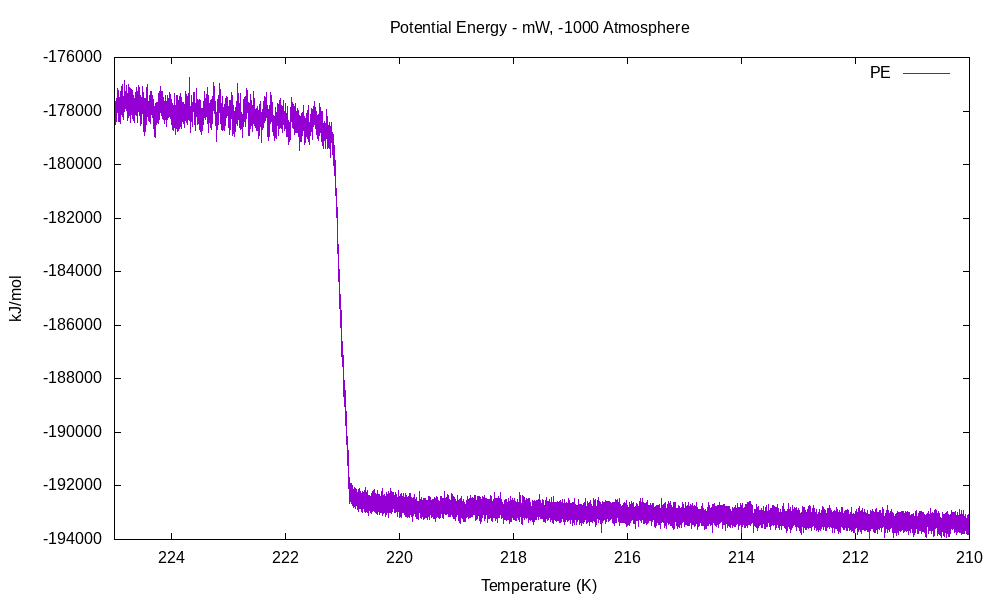 Potential Energy - mW, -1000 Atmosphere
PE
-176000
-178000
-180000
-182000
-184000
-186000
-188000
-190000
-192000
-194000
kJ/mol
224 222 220 218 216 214 212 210
Temperature (K)